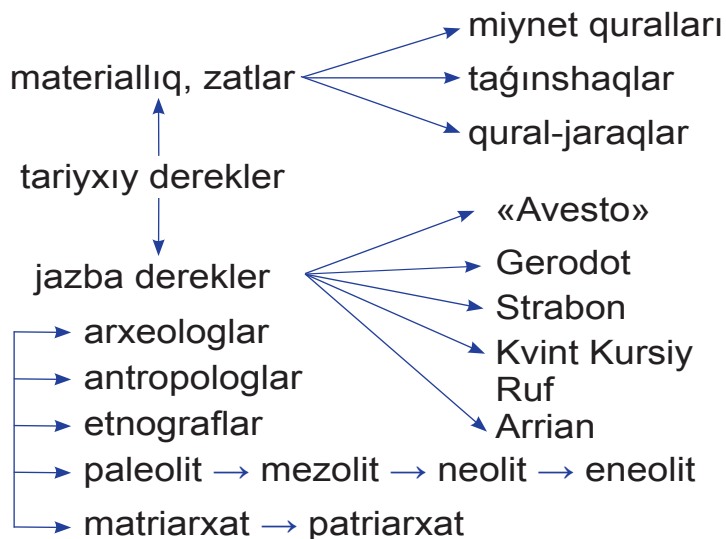 miynet quralları
materiallıq, zatlar
taǵınshaqlar
qural-jaraqlar
tariyxıy derekler
jazba derekler
«Avesto»
Gerodot
Strabon
Kvint Kursiy
Ruf
Arrian
arxeologlar
antropologlar
etnograflar
paleolit → mezolit → neolit → eneolit
matriarxat → patriarxat